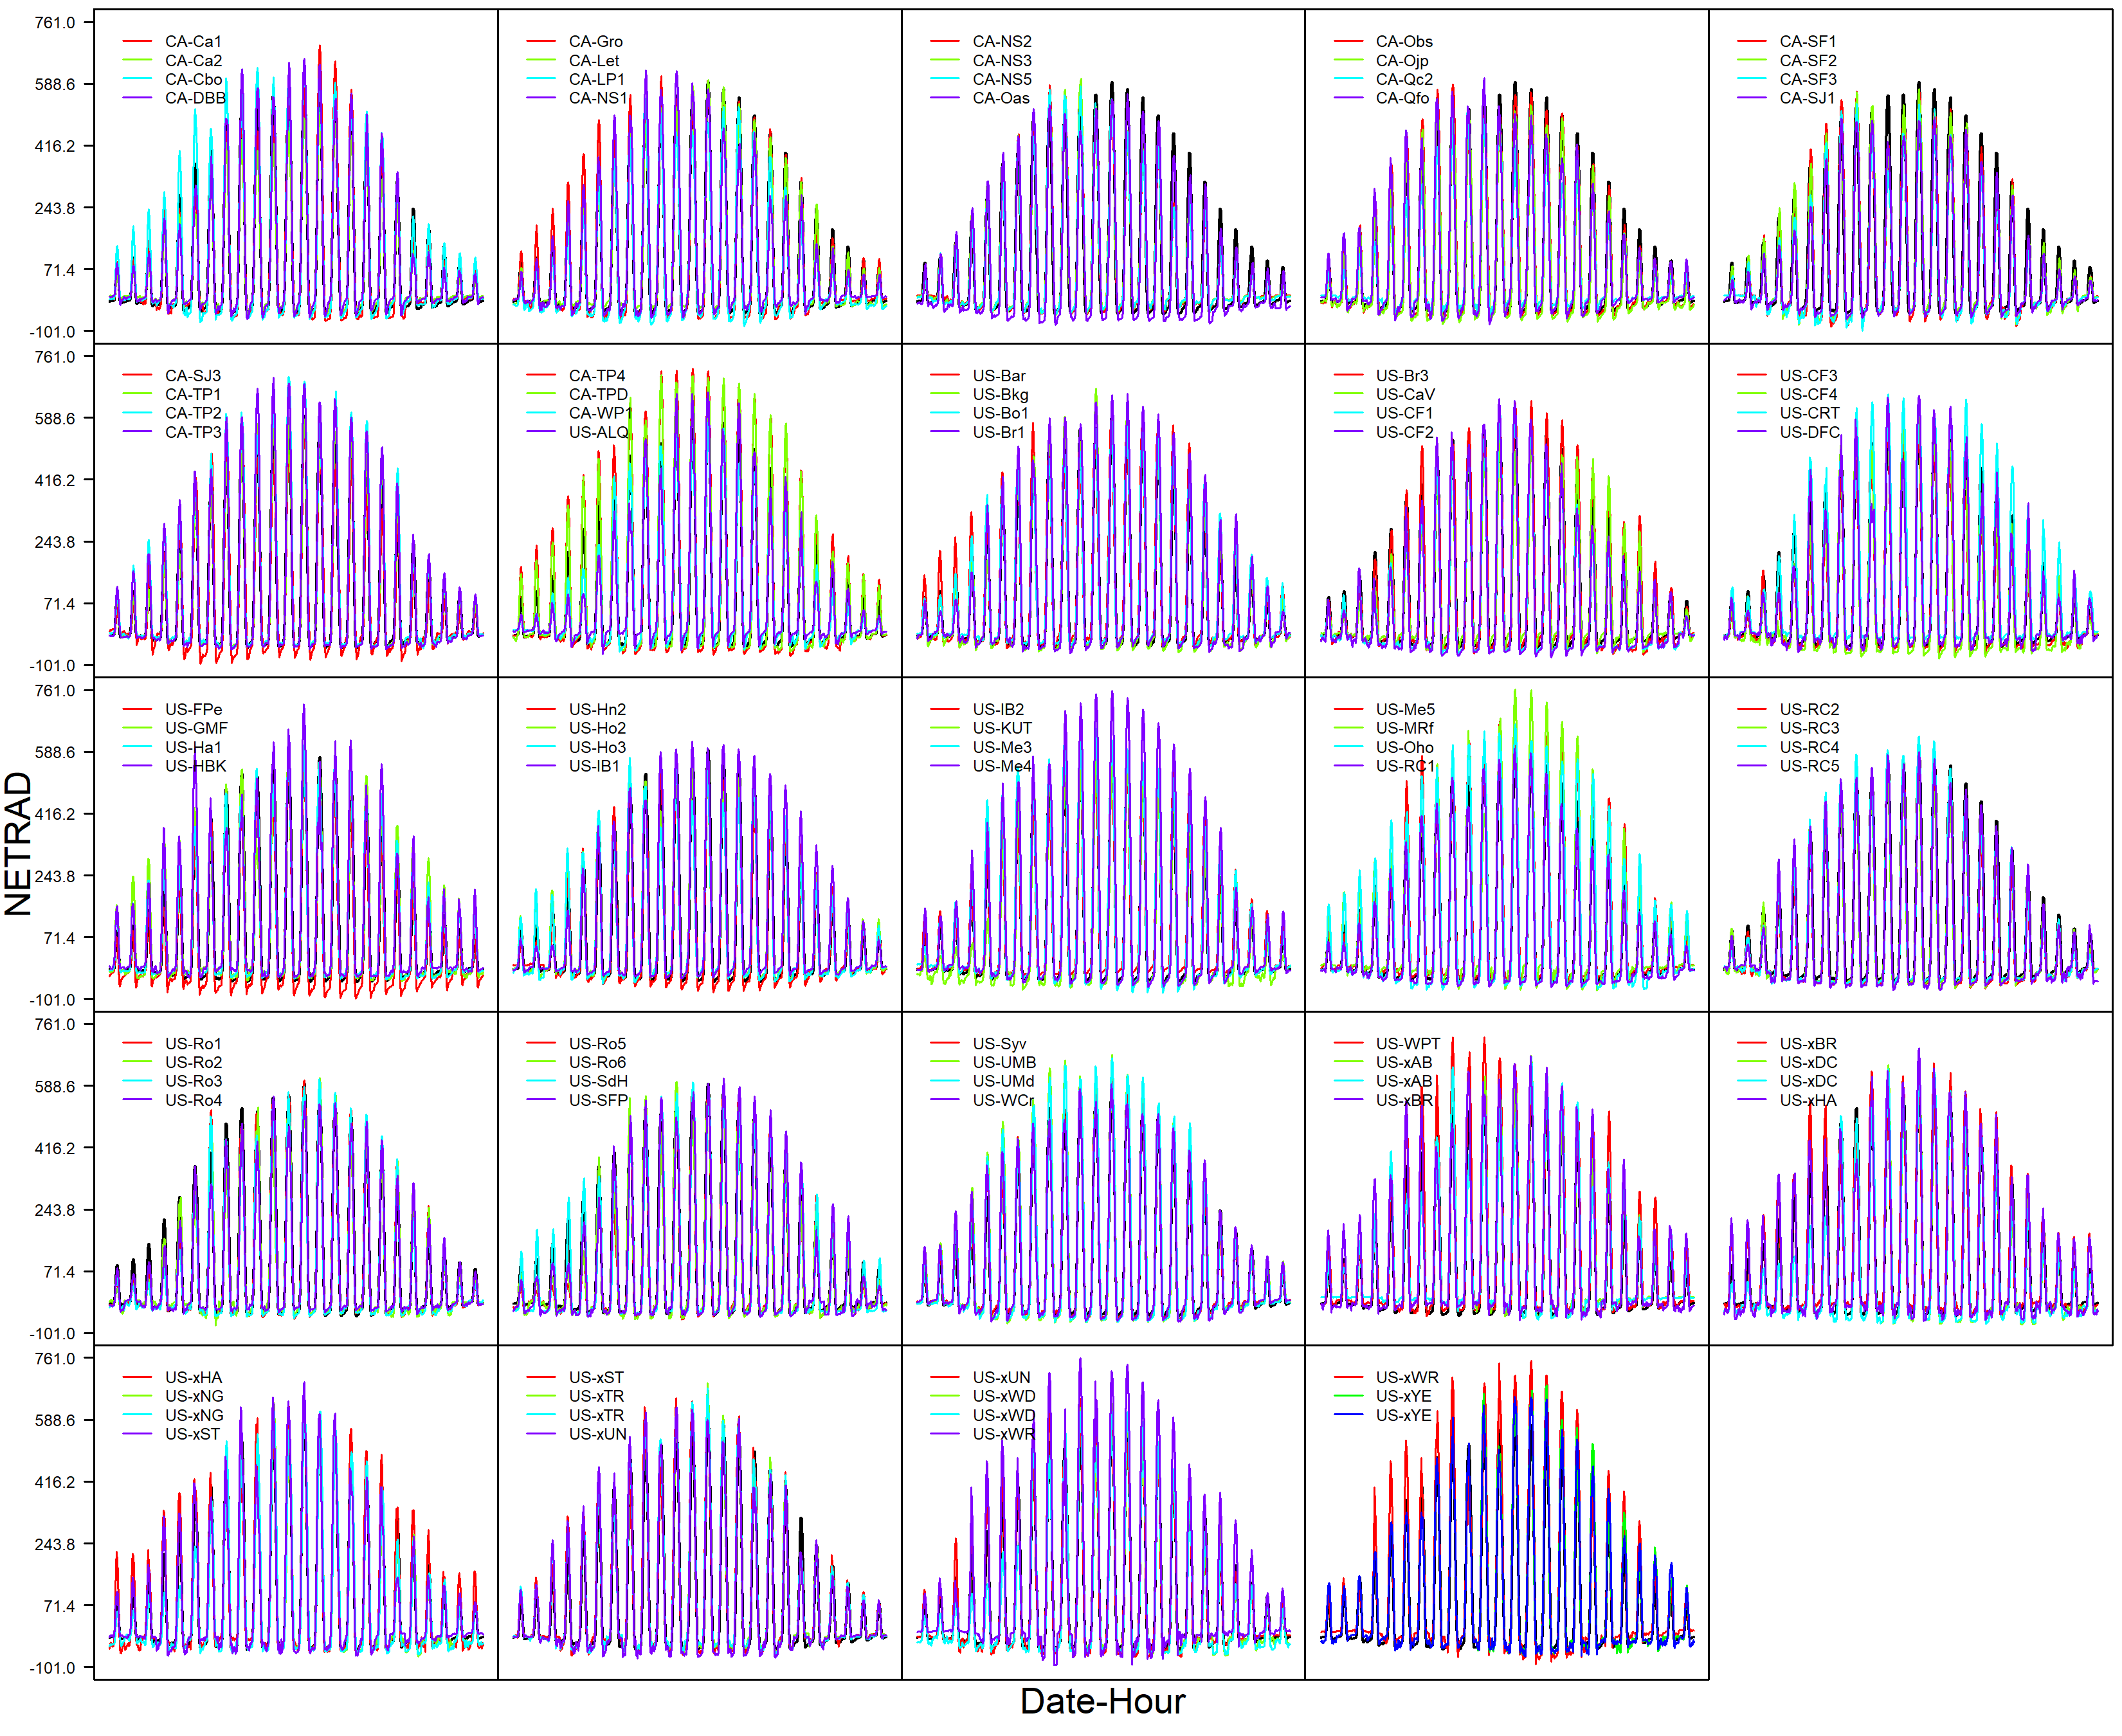 761.0
588.6
416.2
243.8
71.4
-101.0
CA-Ca1
CA-Ca2
CA-Cbo
CA-DBB
CA-Gro
CA-Let
CA-LP1
CA-NS1
CA-NS2
CA-NS3
CA-NS5
CA-Oas
CA-Obs
CA-Ojp
CA-Qc2
CA-Qfo
CA-SF1
CA-SF2
CA-SF3
CA-SJ1
761.0
588.6
416.2
243.8
71.4
-101.0
CA-SJ3
CA-TP1
CA-TP2
CA-TP3
CA-TP4
CA-TPD
CA-WP1
US-ALQ
US-Bar
US-Bkg
US-Bo1
US-Br1
US-Br3
US-CaV
US-CF1
US-CF2
US-CF3
US-CF4
US-CRT
US-DFC
NETRAD
761.0
588.6
416.2
243.8
71.4
-101.0
US-FPe
US-GMF
US-Ha1
US-HBK
US-Hn2
US-Ho2
US-Ho3
US-IB1
US-IB2
US-KUT
US-Me3
US-Me4
US-Me5
US-MRf
US-Oho
US-RC1
US-RC2
US-RC3
US-RC4
US-RC5
761.0
588.6
416.2
243.8
71.4
-101.0
US-Ro1
US-Ro2
US-Ro3
US-Ro4
US-Ro5
US-Ro6
US-SdH
US-SFP
US-Syv
US-UMB
US-UMd
US-WCr
US-WPT
US-xAB
US-xAB
US-xBR
US-xBR
US-xDC
US-xDC
US-xHA
761.0
588.6
416.2
243.8
71.4
-101.0
US-xHA
US-xNG
US-xNG
US-xST
US-xST
US-xTR
US-xTR
US-xUN
US-xUN
US-xWD
US-xWD
US-xWR
US-xWR
US-xYE
US-xYE
Date-Hour